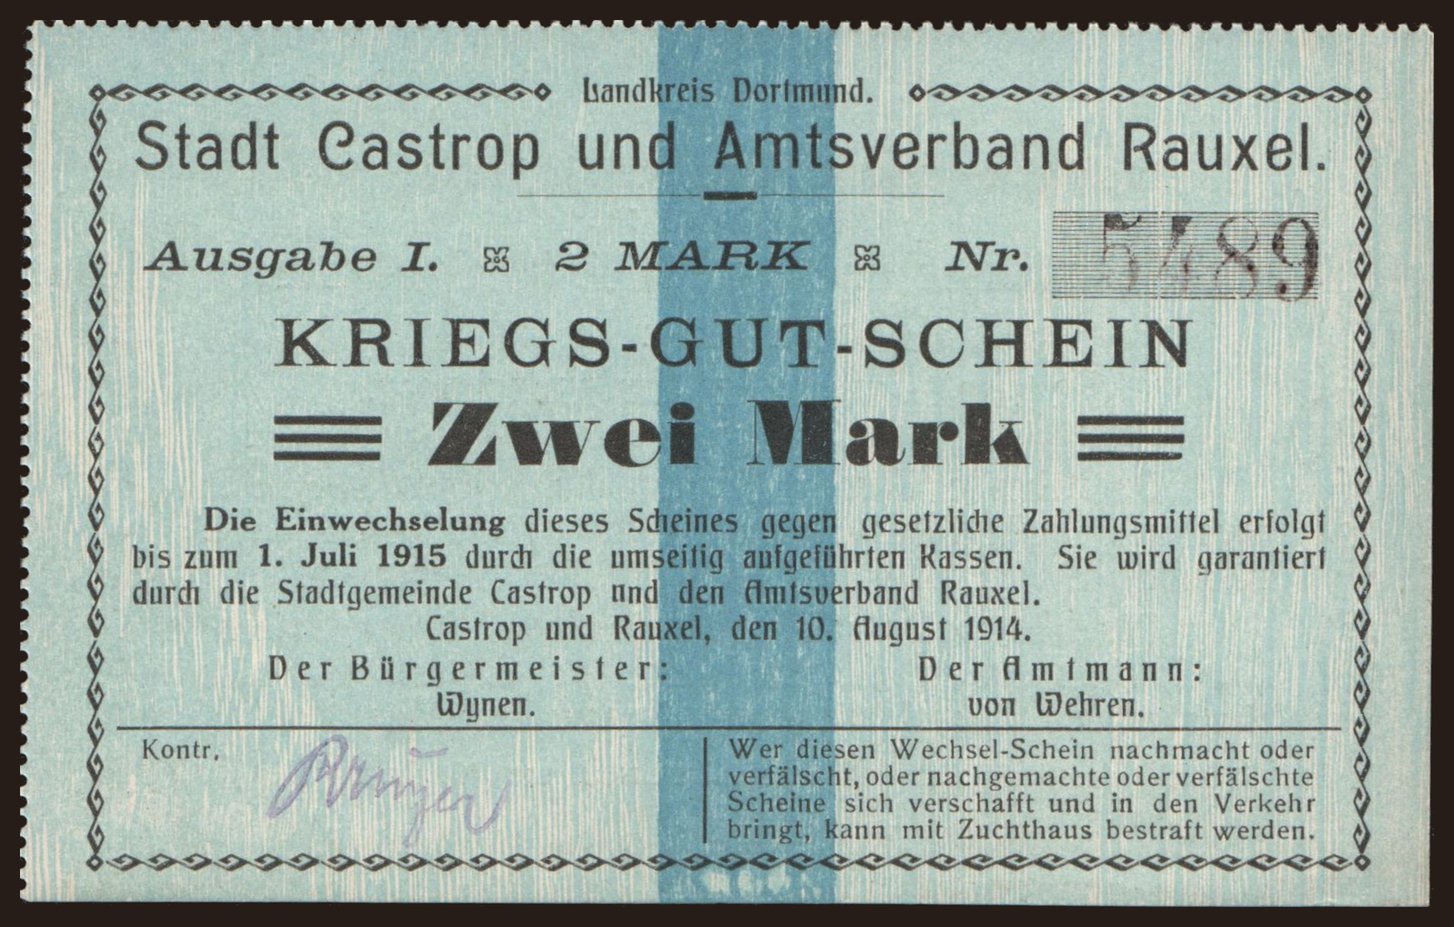 Landkreis Dortmund.
Stadt Castrop und Amtsverband Rauxel.
Ausgabe I. 2 MARK Nr. 5489
KRIEGS-GUT-SCHEIN
Zwei Mark
Die Einwechselung dieses Scheines gegen gesetzliche Zahlungsmittel erfolgt
bis zum 1. Juli 1915 durch die umseitig aufgeführten Kassen. Sie wird garantiert
durch die Stadtgemeinde Castrop und den Amtsverband Rauxel.
Castrop und Rauxel, den 10. August 1914.
Der Bürgermeister: Der Amtmann:
Wynen. von Wehren.
Kontr.
Wer diesen Wechsel-Schein nachmacht oder
verfälscht, oder nachgemachte oder verfälschte
Scheine sich verschafft und in den Verkehr
bringt, kann mit Zuchthaus bestraft werden.